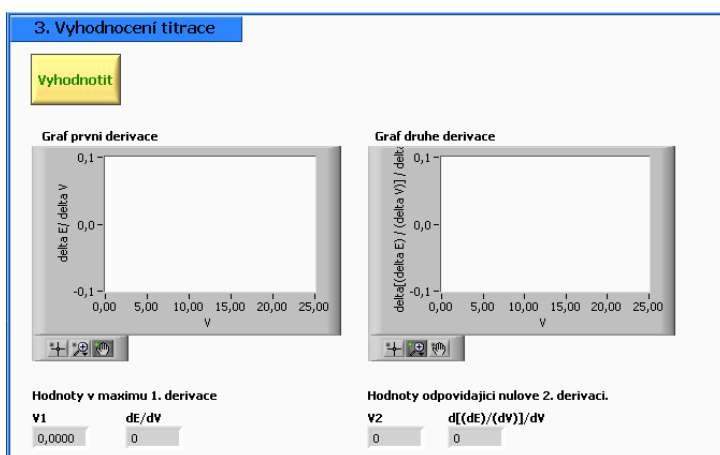 3. Vyhodnocení titrace
Vyhodnotit
Graf prvni derivace
0,1
0,0
-0,1
delta E/ delta V
0,00 5,00 10,00 15,00 20,00 25,00
V
Graf druhe derivace
0,1
0,0
-0,1
delta[(delta E) / (delta V)] /
0,00 5,00 10,00 15,00 20,00 25,00
V
Hodnoty v maximu 1. derivace
V1 dE/dV
0,0000 0
Hodnoty odpovidajici nulove 2. derivaci.
V2 d[(dE)/(dV)]/dV
0 0